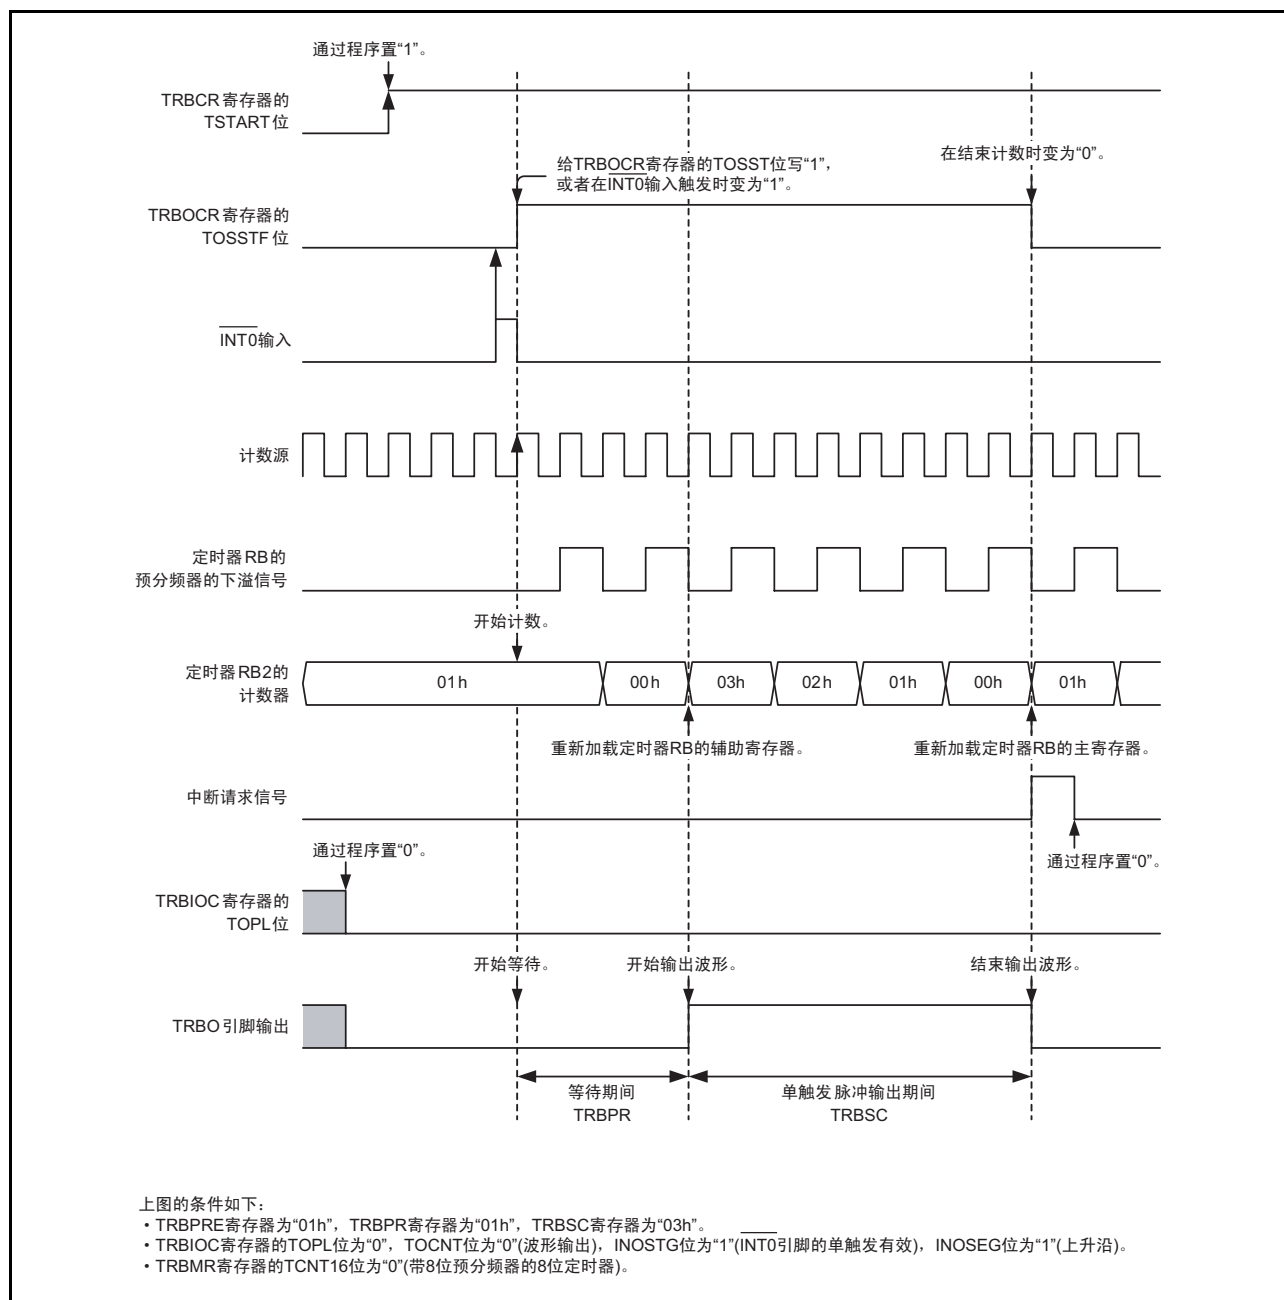 通过程序置“1”。
TRBCR寄存器的
TSTART位
给TRBOCR寄存器的TOSST位写“1”，
或者在INT0输入触发时变为“1”。
在结束计数时变为“0”。
TRBOCR寄存器的
TOSSTF位
INT0输入
计数源
定时器RB的
预分频器的下溢信号
开始计数。
定时器RB2的
计数器
01h 00h 03h 02h 01h 00h 01h
重新加载定时器RB的辅助寄存器。 重新加载定时器RB的主寄存器。
中断请求信号
通过程序置“0”。
通过程序置“0”。
TRBIOC寄存器的
TOPL位
开始等待。 开始输出波形。 结束输出波形。
TRBO引脚输出
等待期间
TRBPR
单触发脉冲输出期间
TRBSC
上图的条件如下：
・TRBPRE寄存器为“01h”，TRBPR寄存器为“01h”，TRBSC寄存器为“03h”。
・TRBIOC寄存器的TOPL位为“0”，TOCNT位为“0”(波形输出)，INOSTG位为“1”(INT0引脚的单触发有效)，INOSEG位为“1”(上升沿)。
・TRBMR寄存器的TCNT16位为“0”(带8位预分频器的8位定时器)。